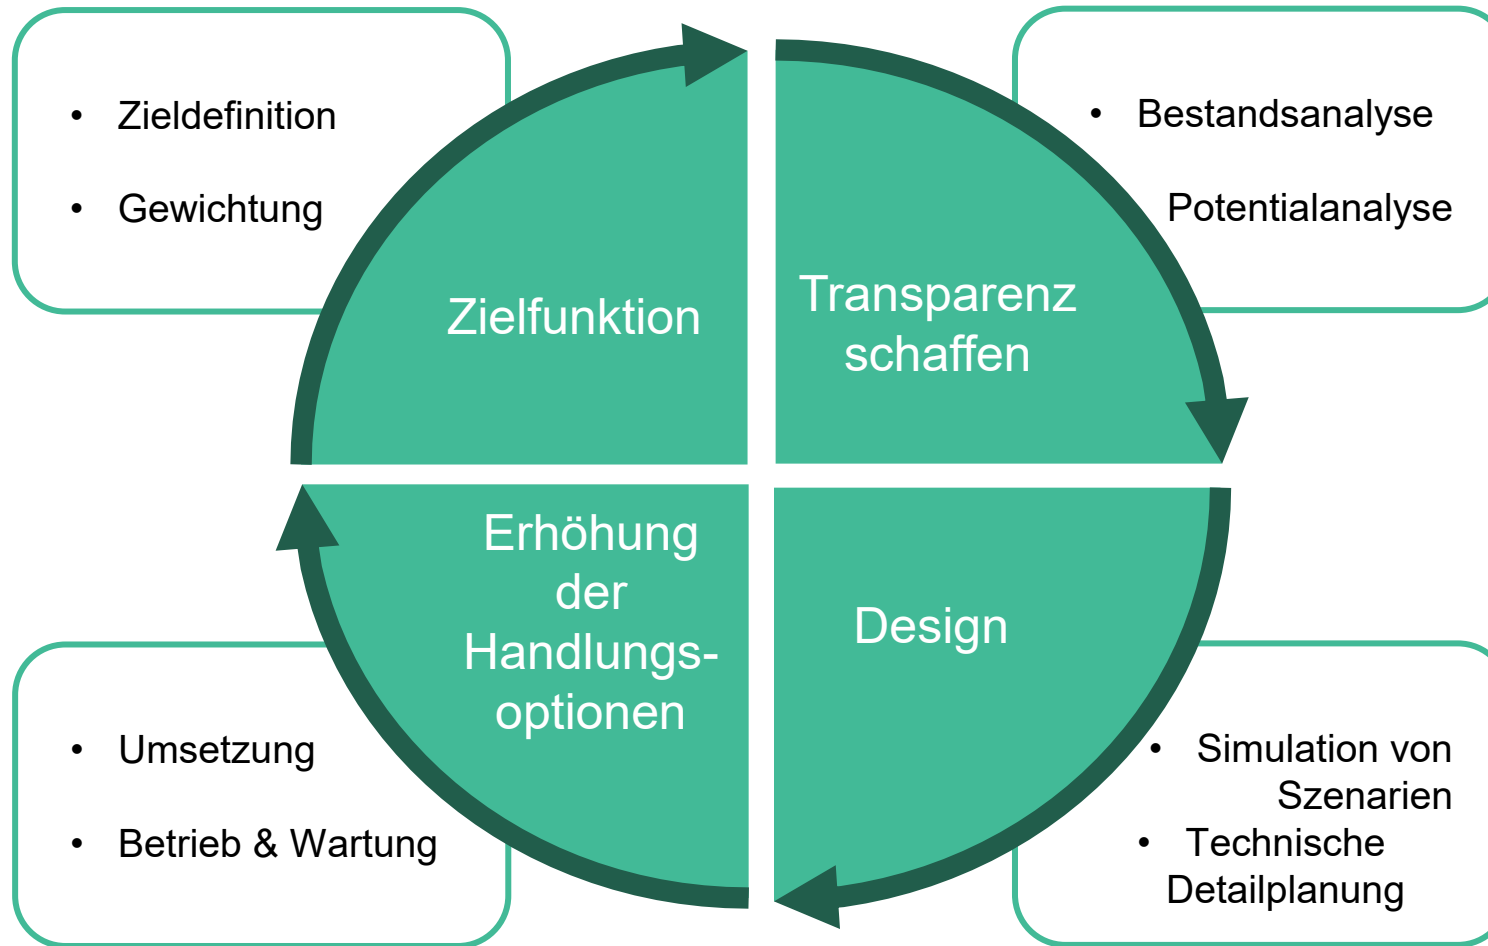 • Zieldefinition
• Gewichtung
• Bestandsanalyse
Potentialanalyse
Zielfunktion
Transparenz
schaffen
Erhöhung
der
Handlungs-
optionen
Design
• Umsetzung
• Betrieb & Wartung
• Simulation von
Szenarien
• Technische
Detailplanung